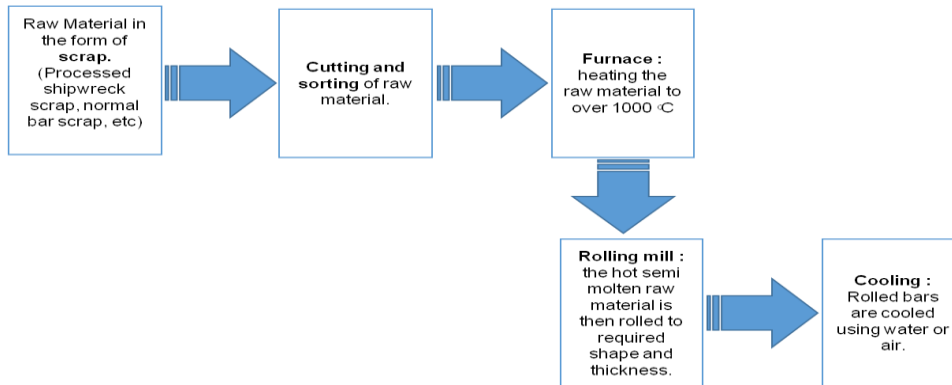 Raw Material in
the form of
scrap.
(Processed
shipwreck
scrap, normal
bar scrap, etc)
Cutting and
sorting of raw
material.
Furnace :
heating the
raw material to
over 1000 °C
Rolling mill :
the hot semi
molten raw
material is
then rolled to
required
shape and
thickness.
Cooling :
Rolled bars
are cooled
using water or
air.